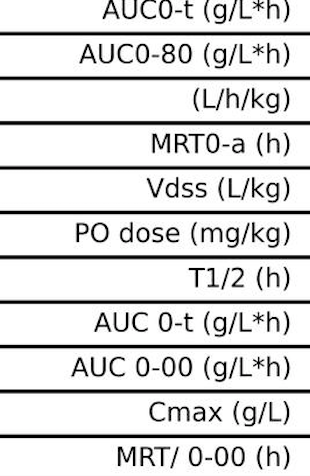 AUC0-t (g/L*h)
AUC0-80 (g/L*h)
(L/h/kg)
MRT0-a (h)
Vdss (L/kg)
PO dose (mg/kg)
T1/2 (h)
AUC 0-t (g/L*h)
AUC 0-00 (g/L*h)
Cmax (g/L)
MRT/ 0-00 (h)